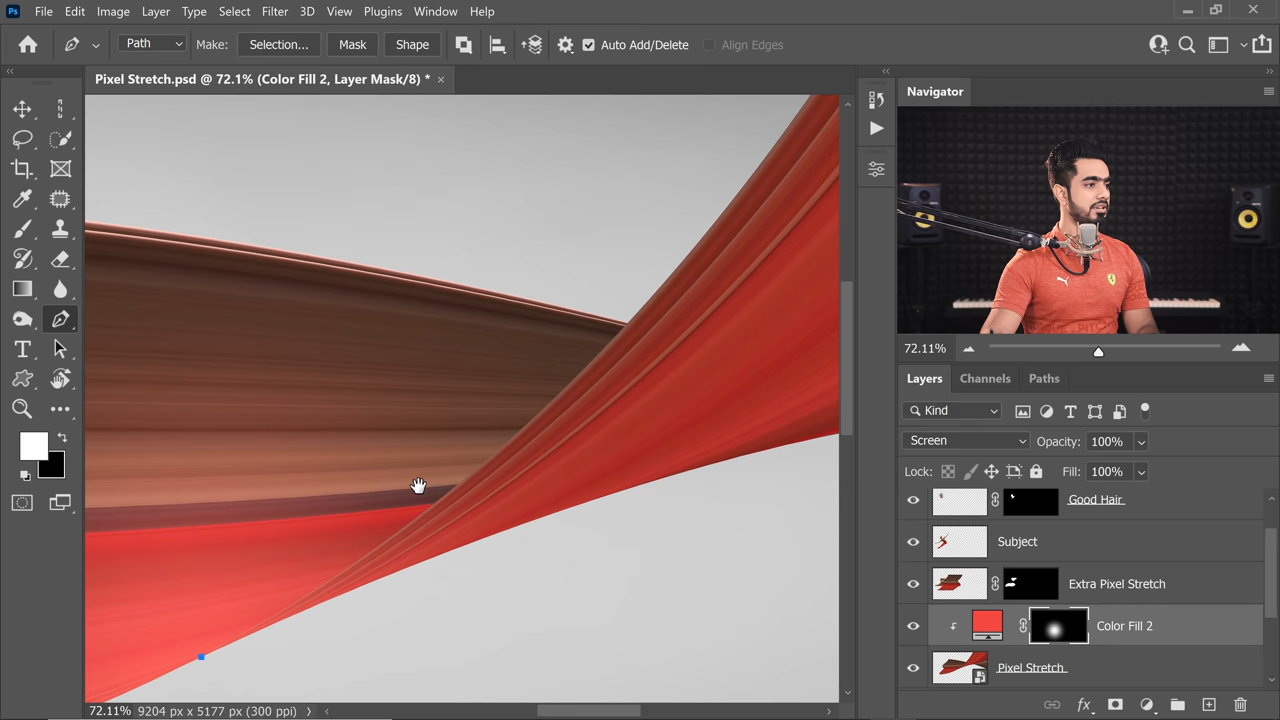 Ps File Edit Image Layer Type Select Filter 3D View Plugins Window Help
Path Make: Selection... Mask Shape Auto Add/Delete Align Edges
Pixel Stretch.psd @ 72.1% (Color Fill 2, Layer Mask/8) *
Navigator
72.11%
Layers Channels Paths
Kind
Screen Opacity: 100%
Lock: Fill: 100%
Good Hair
Subject
Extra Pixel Stretch
Color Fill 2
Pixel Stretch
72.11% 9204 px x 5177 px (300 ppi)